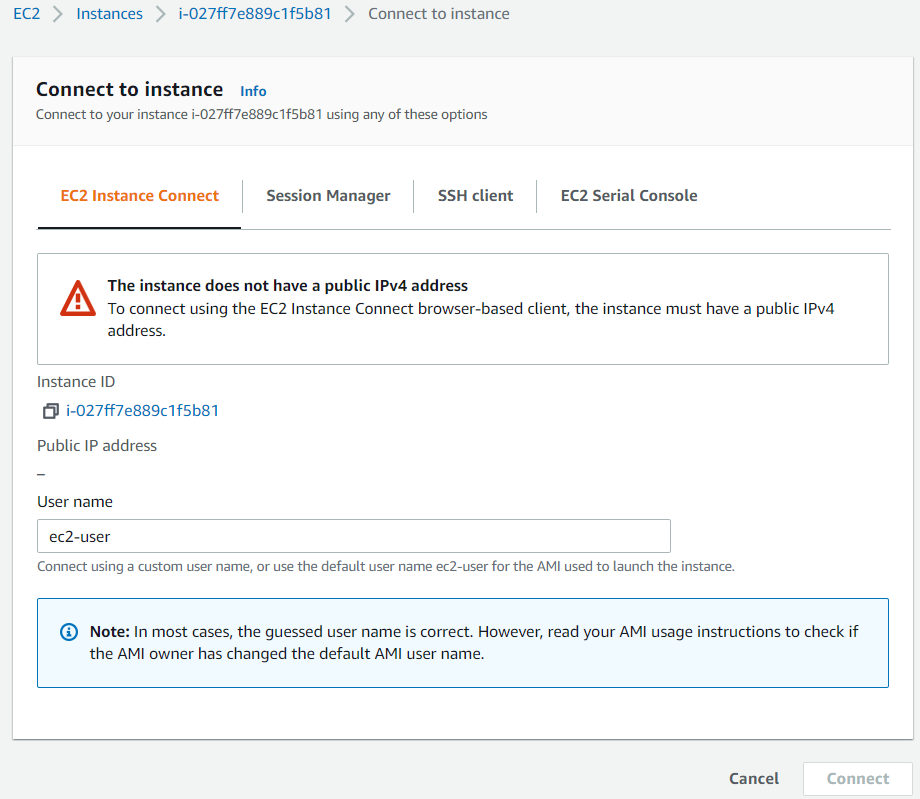 EC2 > Instances > i-027ff7e889c1f5b81 > Connect to instance
Connect to instance Info
Connect to your instance i-027ff7e889c1f5b81 using any of these options
EC2 Instance Connect Session Manager SSH client EC2 Serial Console
The instance does not have a public IPv4 address
To connect using the EC2 Instance Connect browser-based client, the instance must have a public IPv4
address.
Instance ID
i-027ff7e889c1f5b81
Public IP address
–
User name
ec2-user
Connect using a custom user name, or use the default user name ec2-user for the AMI used to launch the instance.
Note: In most cases, the guessed user name is correct. However, read your AMI usage instructions to check if
the AMI owner has changed the default AMI user name.
Cancel Connect